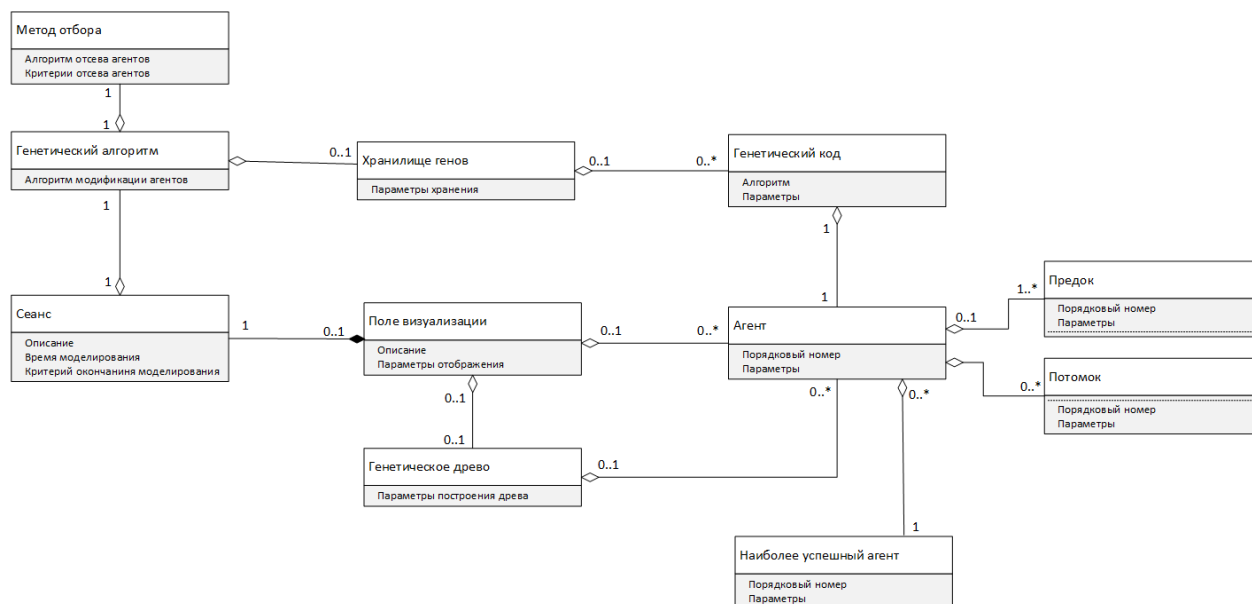 Метод отбора
Алгоритм отсева агентов
Критерии отсева агентов
1
1
Генетический алгоритм
Алгоритм модификации агентов
0..1
Хранилище генов
Параметры хранения
0..1
0..*
Генетический код
Алгоритм
Параметры
1
1
1
1
Сеанс
Описание
Время моделирования
Критерий окончаниня моделирования
1
0..1
Поле визуализации
Описание
Параметры отображения
0..1
0..*
Агент
Порядковый номер
Параметры
0..1
1..*
Предок
Порядковый номер
Параметры
0..*
Потомок
Порядковый номер
Параметры
0..1
0..1
Генетическое древо
Параметры построения древа
0..1
0..*
0..*
1
Наиболее успешный агент
Порядковый номер
Параметры